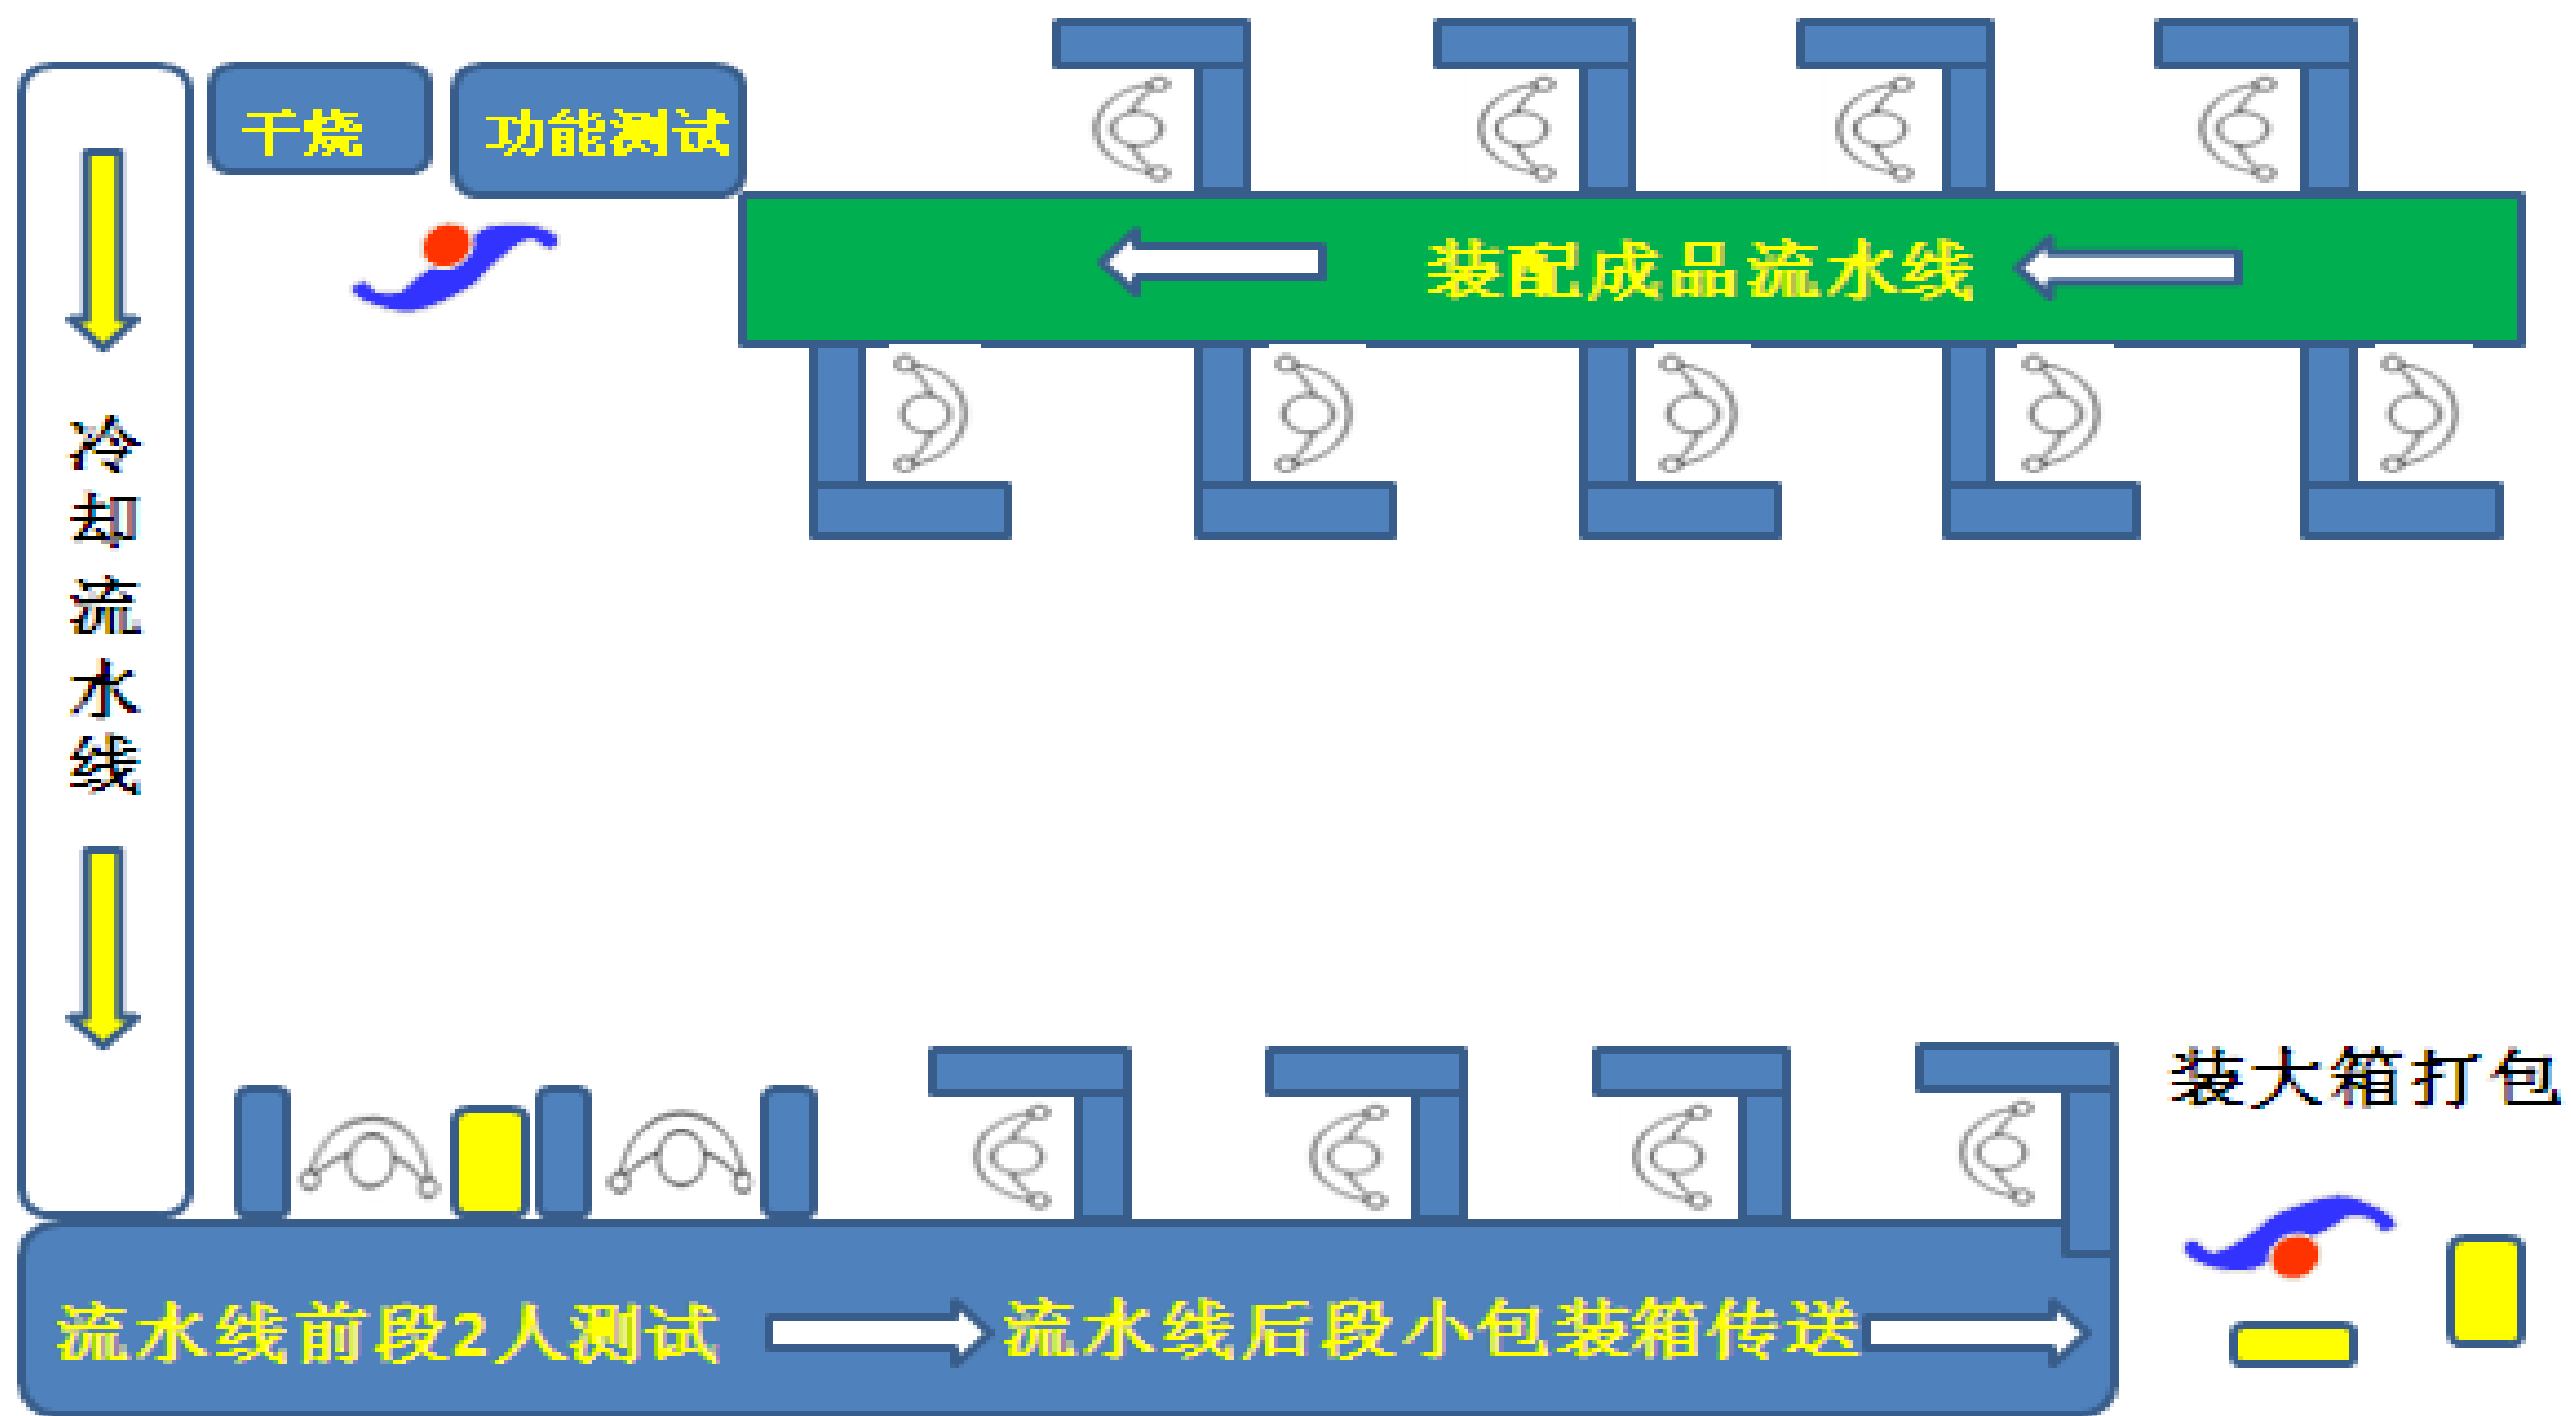 干烧
功能测试
装配成品流水线
冷却流水线
装大箱打包
流水线前段2人测试
流水线后段小包装箱传送